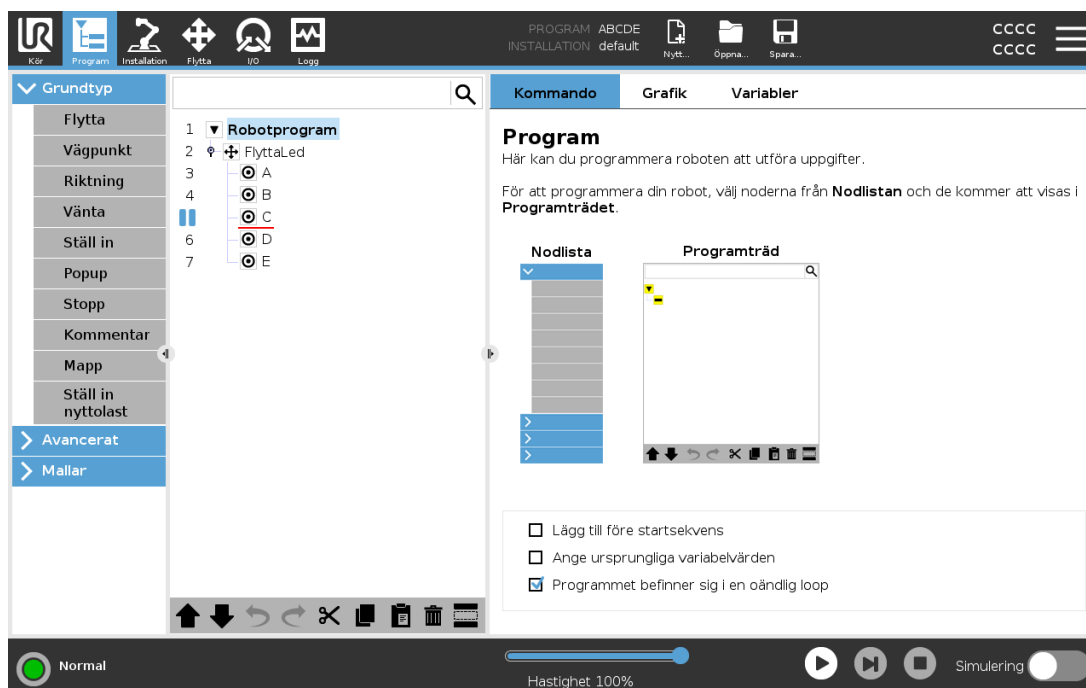 PROGRAM ABCDE
INSTALLATION default
CCCC
CCCC
Kör
Program
Installation
Flytta
I/O
Logg
Nytt...
Öppna...
Spara...
Grundtyp
Flytta
Vägpunkt
Riktning
Vänta
Ställ in
Popup
Stopp
Kommentar
Mapp
Ställ in
nyttolast
Avancerat
Mallar
1 Robotprogram
2 FlyttaLed
3 A
4 B
C
6 D
7 E
Kommando Grafik Variabler
Program
Här kan du programmera roboten att utföra uppgifter.
För att programmera din robot, välj noderna från Nodlistan och de kommer att visas i
Programträdet.
Nodlista
Programträd
Lägg till före startsekvens
Ange ursprungliga variabelvärden
Programmet befinner sig i en oändlig loop
Normal
Hastighet 100%
Simulering